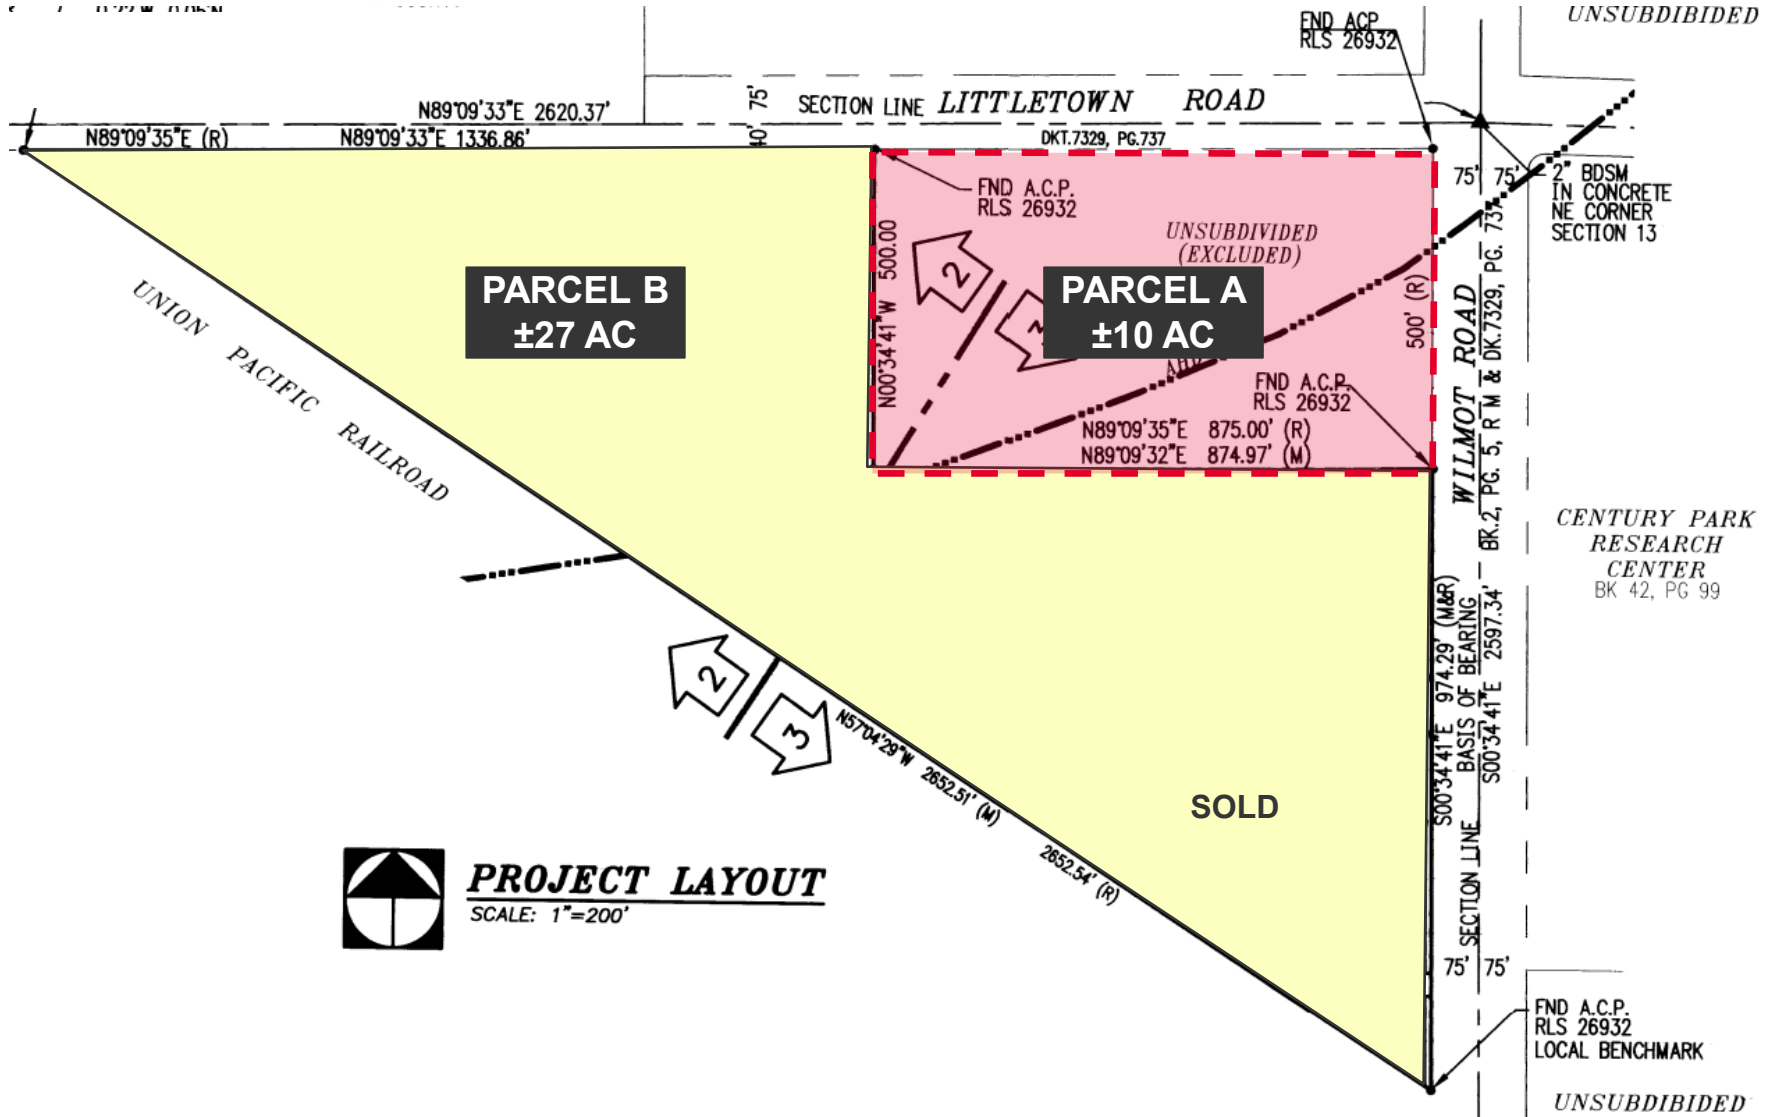 UNSUBDIBIDED
FND ACP
RLS 26932
N89°09'33"E 2620.37'
75'
40'
SECTION LINE LITTLETOWN ROAD
N89°09'35"E (R)
N89°09'33"E 1336.86'
DKT.7329, PG.737
FND A.C.P.
RLS 26932
75' 75'
2" BDSM
IN CONCRETE
NE CORNER
SECTION 13
UNSUBDIVIDED
(EXCLUDED)
N00°34'41"W 500.00
2
3
PARCEL B
±27 AC
PARCEL A
±10 AC
500' (R)
WILMOT ROAD
BK.2, PG. 5, R M & DK.7329, PG. 737
UNION PACIFIC RAILROAD
FND A.C.P.
RLS 26932
N89°09'35"E 875.00' (R)
N89°09'32"E 874.97' (M)
CENTURY PARK
RESEARCH
CENTER
BK 42, PG 99
S00°34'41"E 974.29' (M&R)
BASIS OF BEARING
S00°34'41"E 2597.34'
SECTION LINE
2
3
N57°04'29"W 2652.51' (M)
2652.54' (R)
SOLD
PROJECT LAYOUT
SCALE: 1"=200'
75' 75'
FND A.C.P.
RLS 26932
LOCAL BENCHMARK
UNSUBDIBIDED